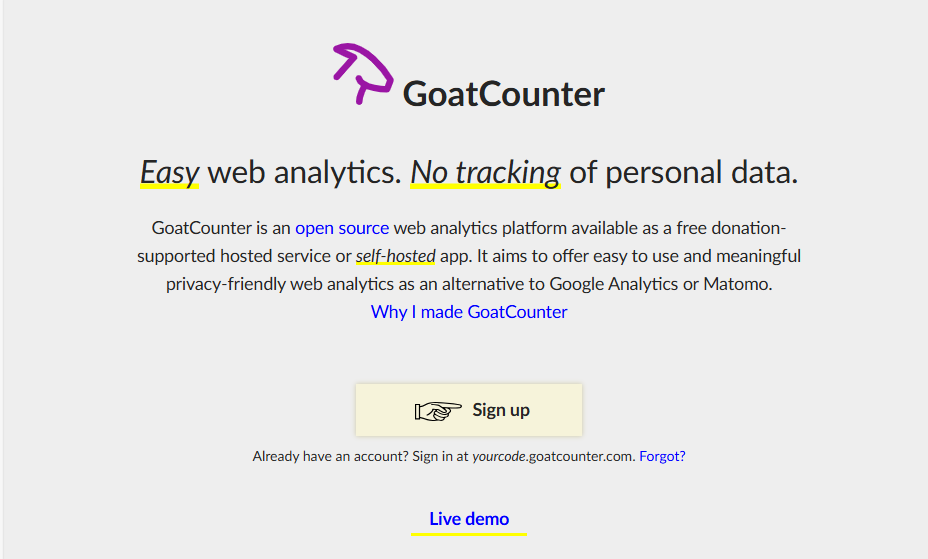 GoatCounter
Easy web analytics. No tracking of personal data.
GoatCounter is an open source web analytics platform available as a free donation-
supported hosted service or self-hosted app. It aims to offer easy to use and meaningful
privacy-friendly web analytics as an alternative to Google Analytics or Matomo.
Why I made GoatCounter
Sign up
Already have an account? Sign in at yourcode.goatcounter.com. Forgot?
Live demo